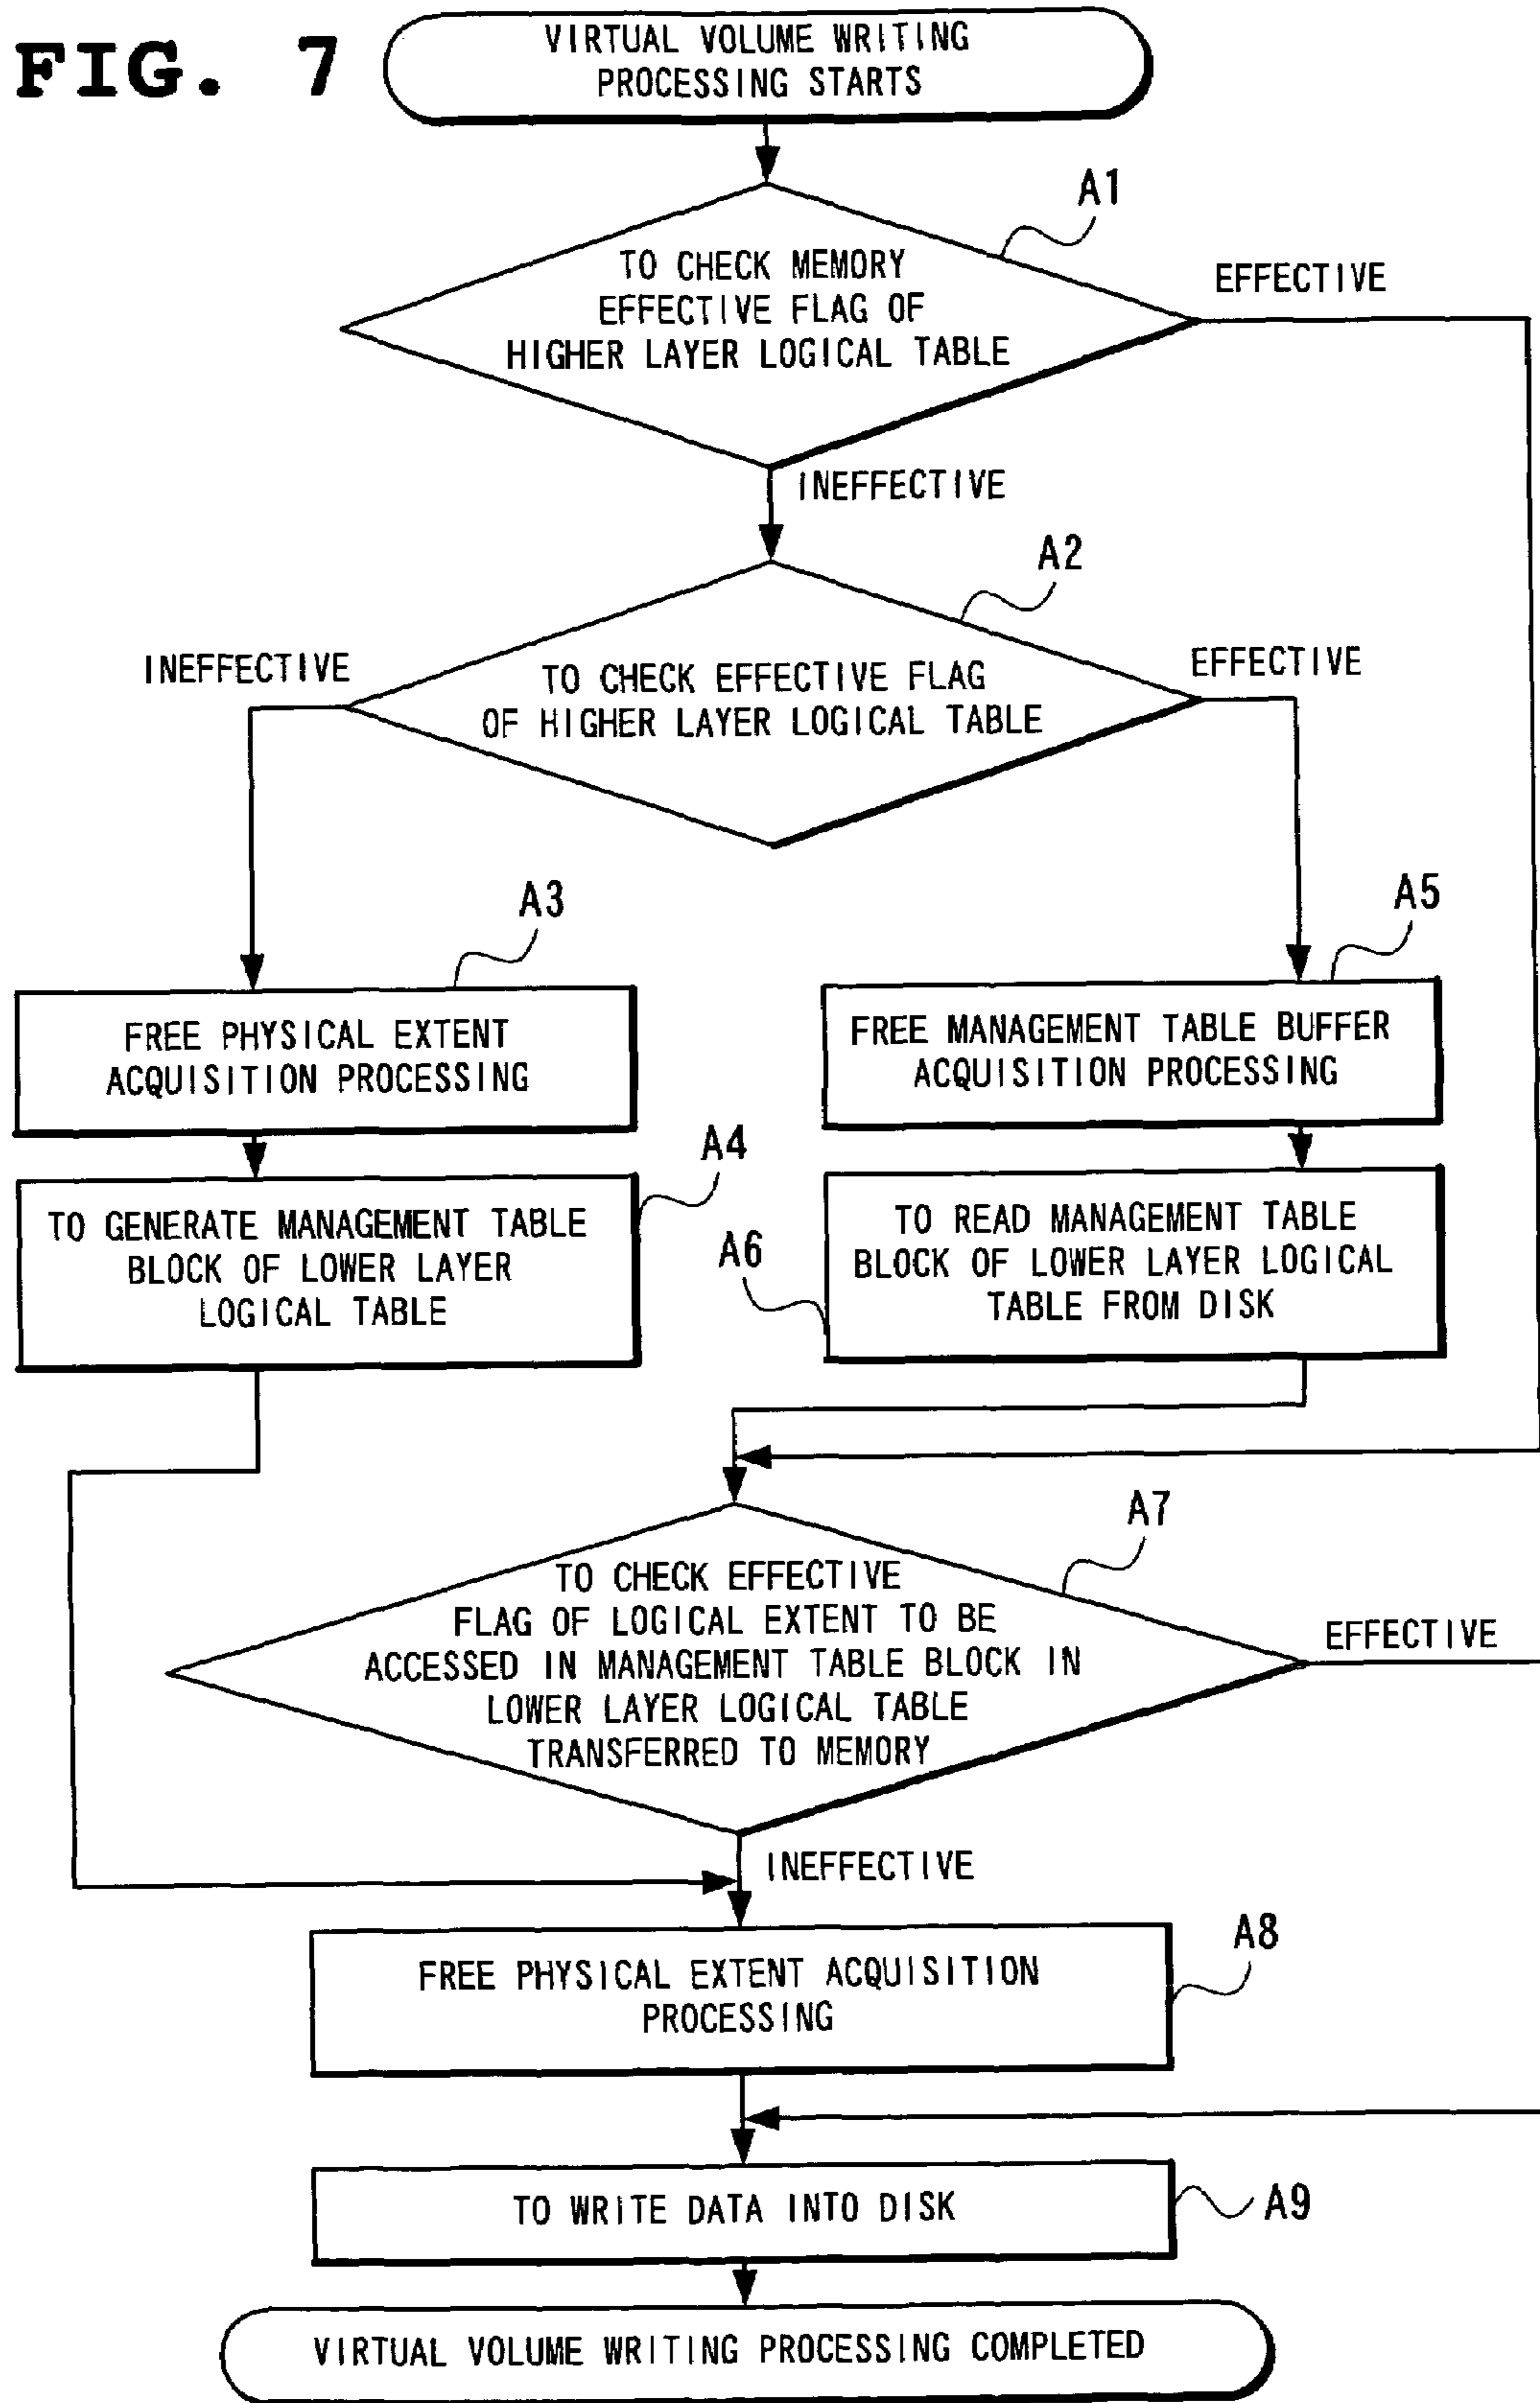 FIG. 7
VIRTUAL VOLUME WRITING
PROCESSING STARTS
A1
TO CHECK MEMORY
EFFECTIVE FLAG OF
HIGHER LAYER LOGICAL TABLE
EFFECTIVE
INEFFECTIVE
A2
INEFFECTIVE
TO CHECK EFFECTIVE FLAG
OF HIGHER LAYER LOGICAL TABLE
EFFECTIVE
A3
FREE PHYSICAL EXTENT
ACQUISITION PROCESSING
A5
FREE MANAGEMENT TABLE BUFFER
ACQUISITION PROCESSING
A4
TO GENERATE MANAGEMENT TABLE
BLOCK OF LOWER LAYER
LOGICAL TABLE
A6
TO READ MANAGEMENT TABLE
BLOCK OF LOWER LAYER LOGICAL
TABLE FROM DISK
A7
TO CHECK EFFECTIVE
FLAG OF LOGICAL EXTENT TO BE
ACCESSED IN MANAGEMENT TABLE BLOCK IN
LOWER LAYER LOGICAL TABLE
TRANSFERRED TO MEMORY
EFFECTIVE
INEFFECTIVE
A8
FREE PHYSICAL EXTENT ACQUISITION
PROCESSING
TO WRITE DATA INTO DISK
A9
VIRTUAL VOLUME WRITING PROCESSING COMPLETED